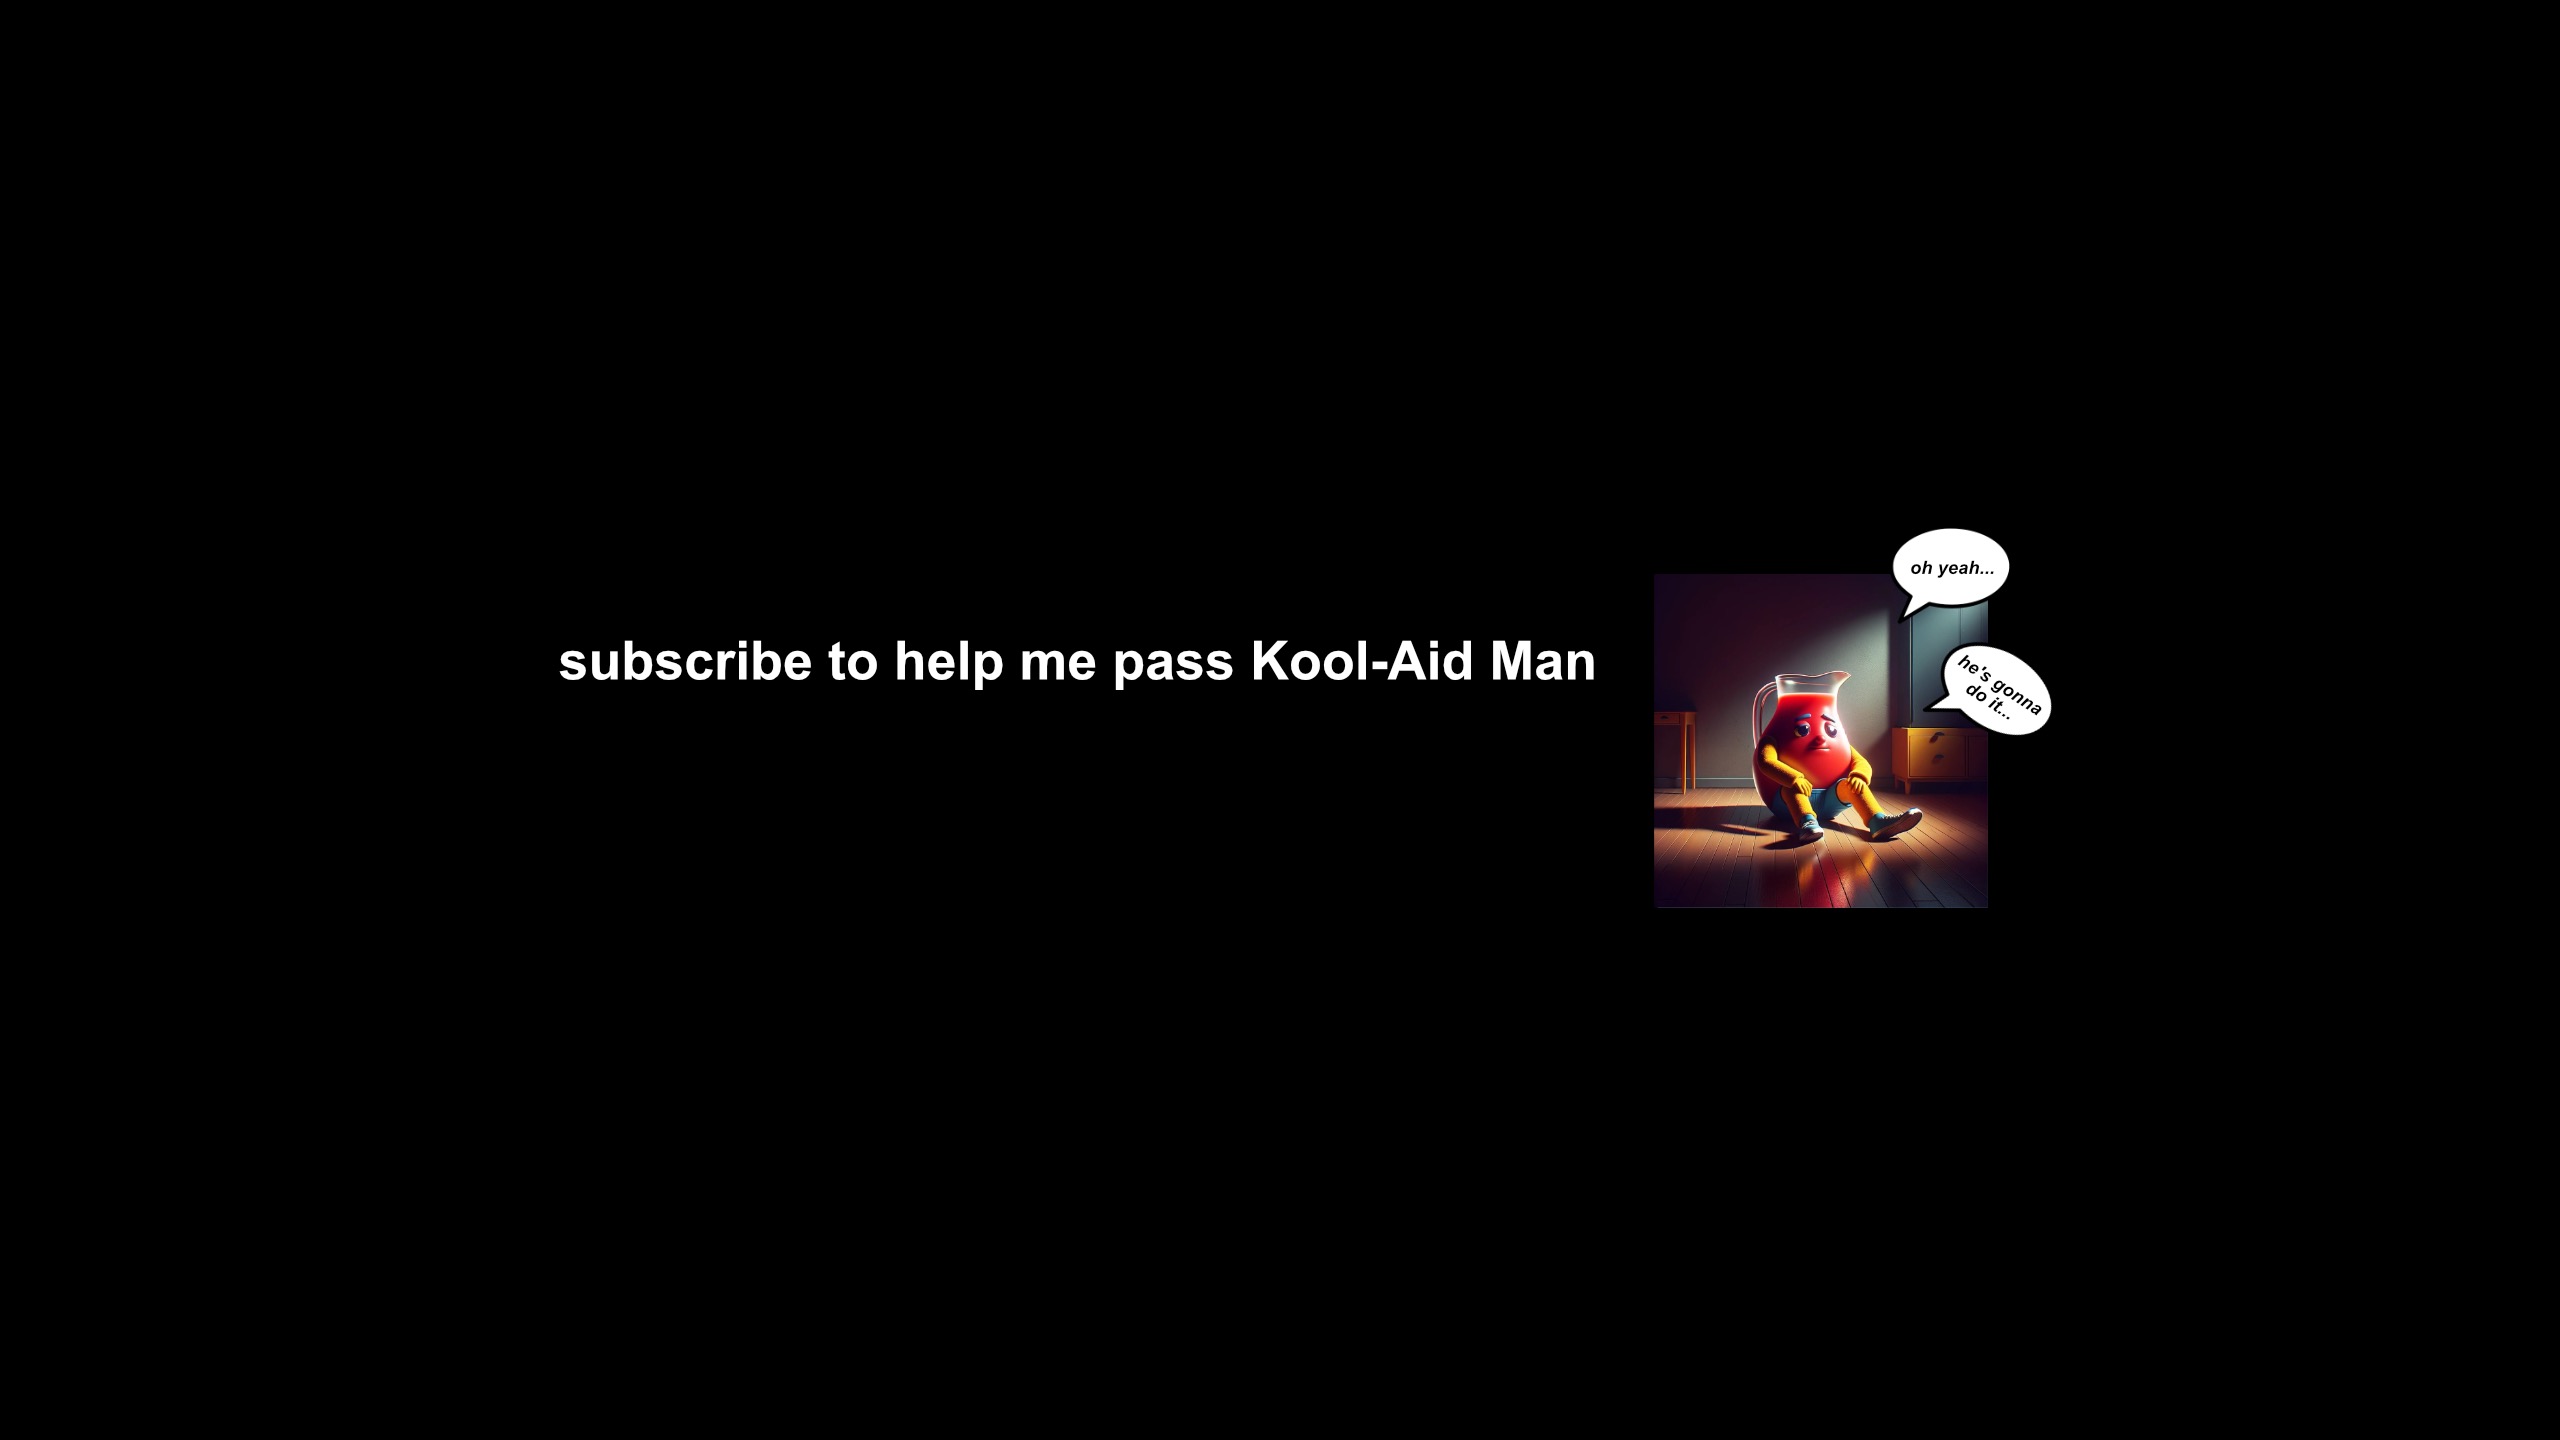 oh yeah...
subscribe to help me pass Kool-Aid Man
he's gonna
do it...